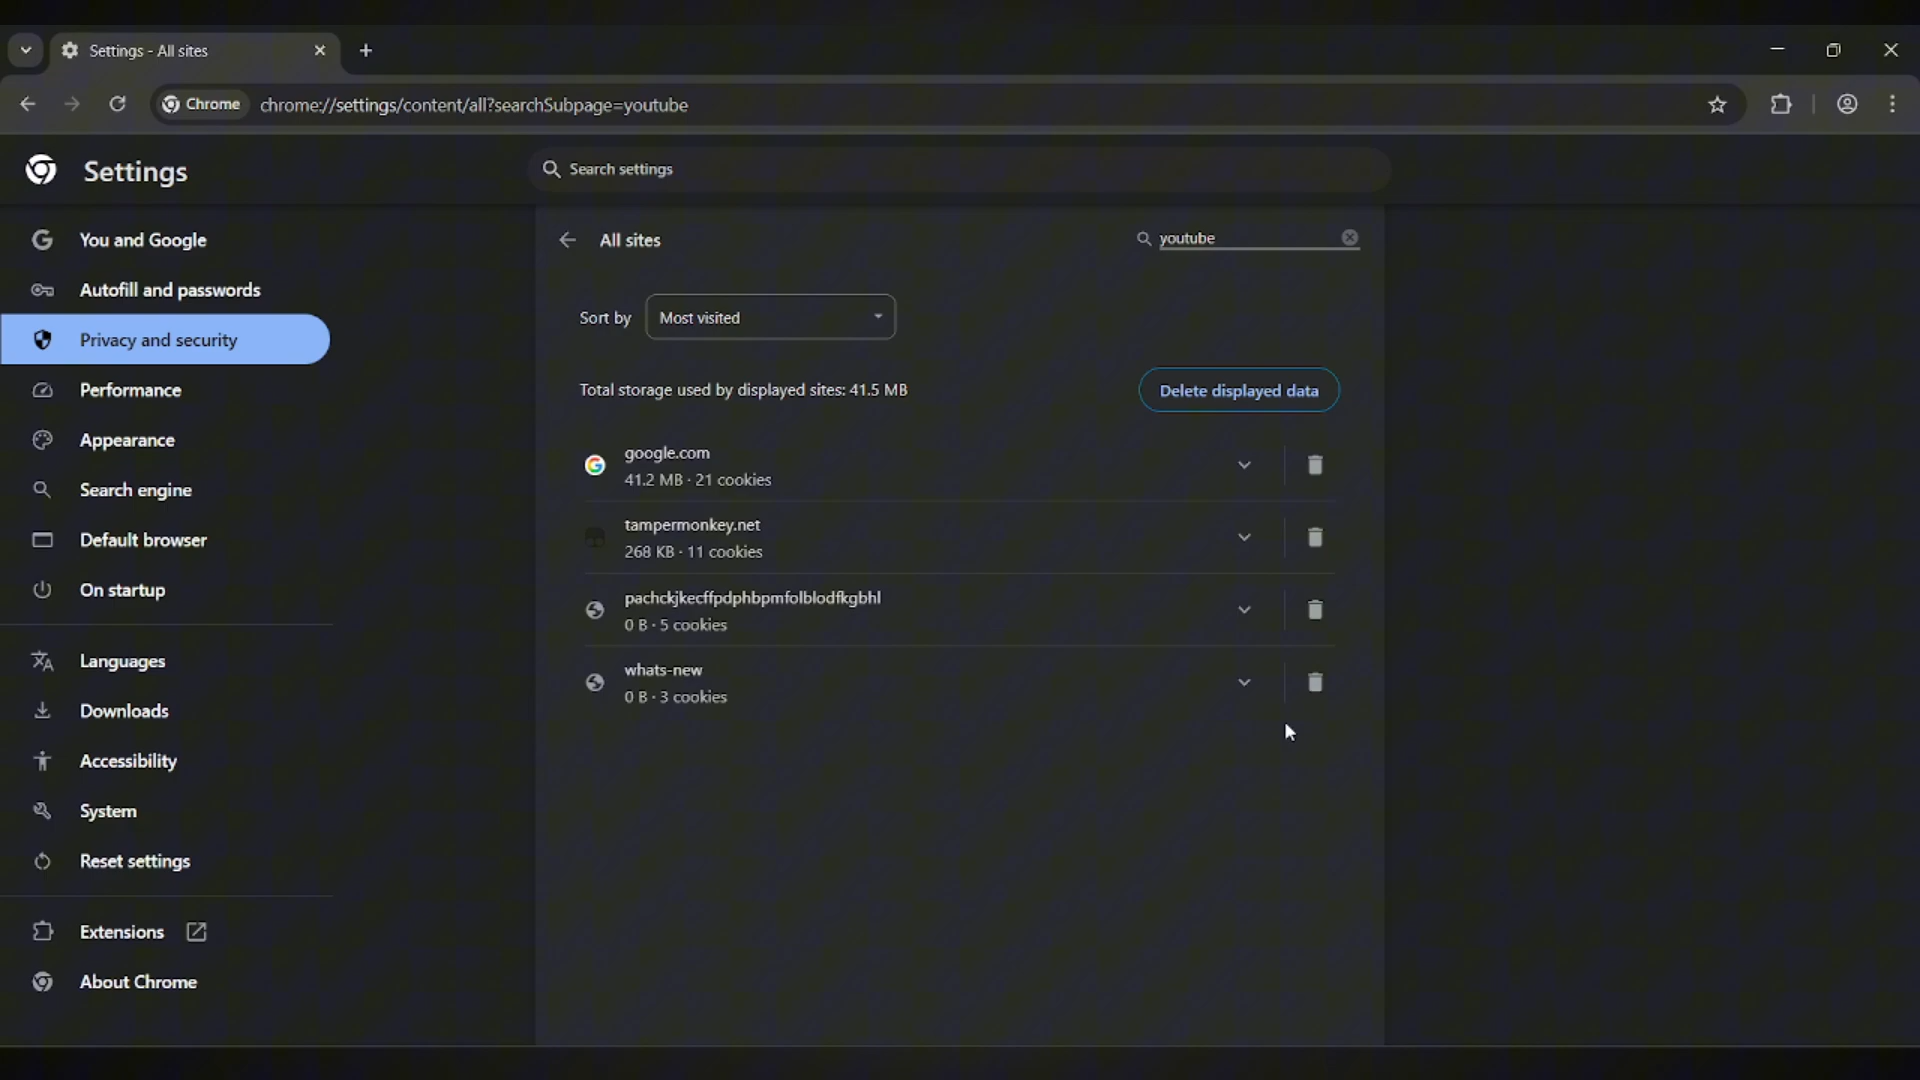 Settings - All sites
Chrome
chrome://settings/content/all?searchSubpage=youtube
Settings
Search settings
You and Google
Autofill and passwords
Privacy and security
Performance
Appearance
Search engine
Default browser
On startup
Languages
Downloads
Accessibility
System
Reset settings
Extensions
About Chrome
All sites
youtube
Sort by
Most visited
Total storage used by displayed sites: 41.5 MB
Delete displayed data
google.com
41.2 MB · 21 cookies
tampermonkey.net
268 KB · 11 cookies
pachckjkecffpdphbpmfolblodfkgbhl
0 B · 5 cookies
whats-new
0 B · 3 cookies